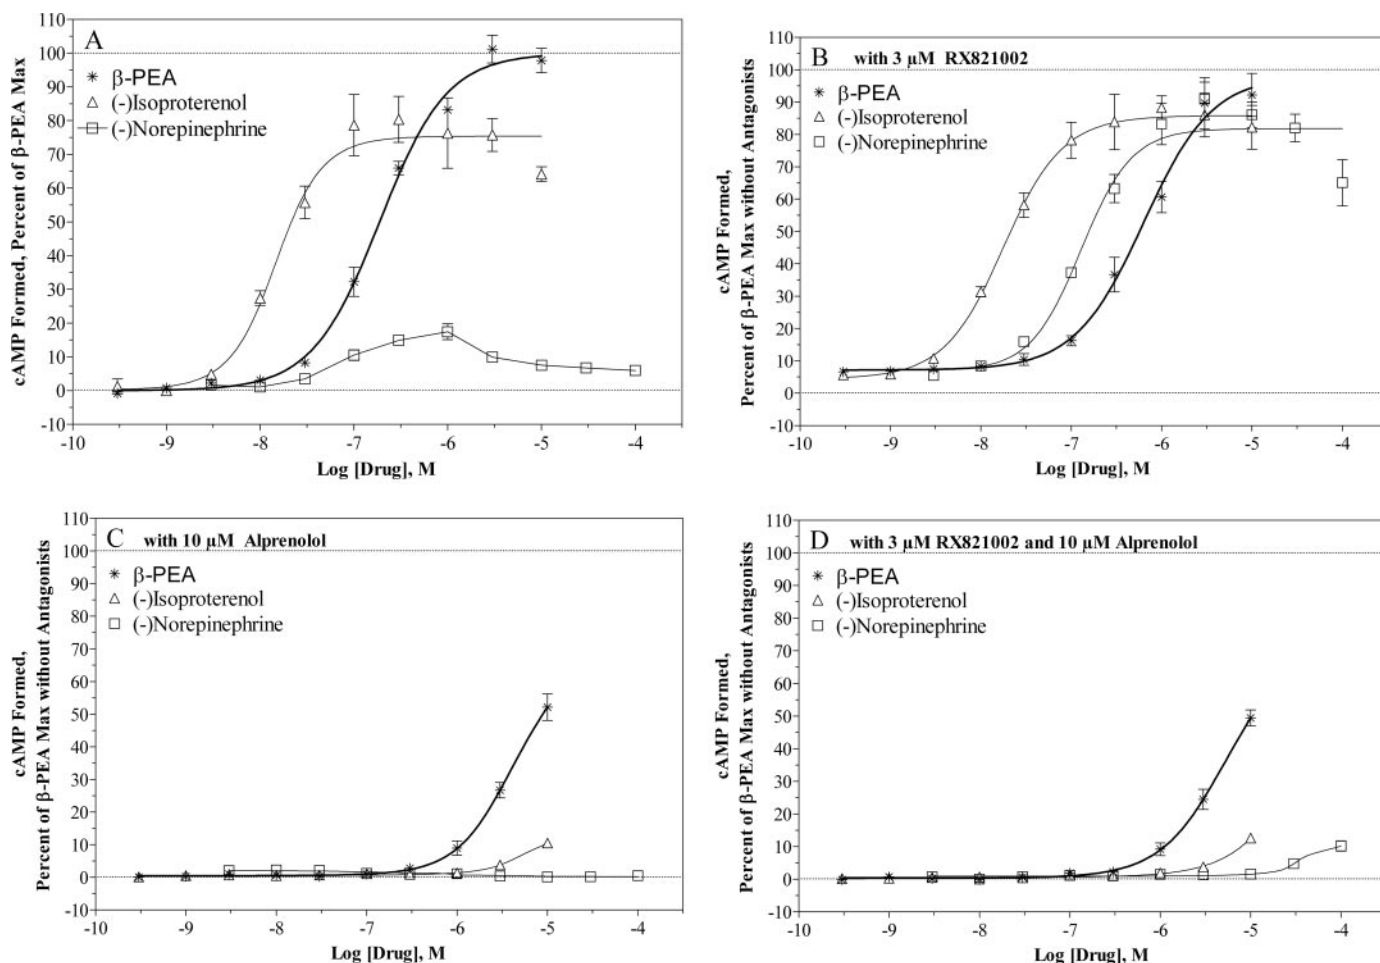 A
β-PEA
(-)Isoproterenol
(-)Norepinephrine
cAMP Formed, Percent of β-PEA Max
110
100
90
80
70
60
50
40
30
20
10
0
-10
-10 -9 -8 -7 -6 -5 -4
Log [Drug], M
B with 3 µM RX821002
β-PEA
(-)Isoproterenol
(-)Norepinephrine
cAMP Formed,
Percent of β-PEA Max without Antagonists
110
100
90
80
70
60
50
40
30
20
10
0
-10
-10 -9 -8 -7 -6 -5 -4
Log [Drug], M
C with 10 µM Alprenolol
β-PEA
(-)Isoproterenol
(-)Norepinephrine
cAMP Formed,
Percent of β-PEA Max without Antagonists
110
100
90
80
70
60
50
40
30
20
10
0
-10
-10 -9 -8 -7 -6 -5 -4
Log [Drug], M
D with 3 µM RX821002 and 10 µM Alprenolol
β-PEA
(-)Isoproterenol
(-)Norepinephrine
cAMP Formed,
Percent of β-PEA Max without Antagonists
110
100
90
80
70
60
50
40
30
20
10
0
-10
-10 -9 -8 -7 -6 -5 -4
Log [Drug], M